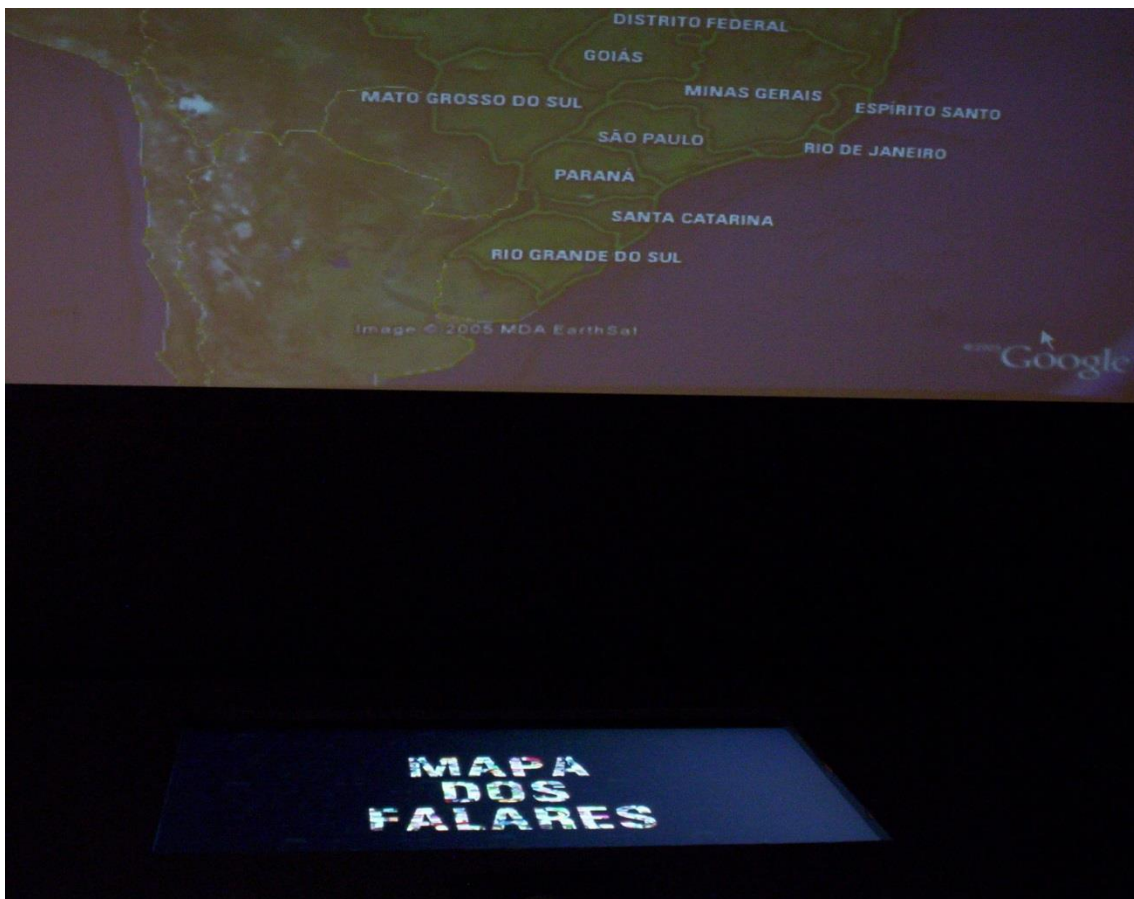 DISTRITO FEDERAL
GOIÁS
MATO GROSSO DO SUL
MINAS GERAIS
ESPÍRITO SANTO
SÃO PAULO
RIO DE JANEIRO
PARANÁ
SANTA CATARINA
RIO GRANDE DO SUL
Image © 2005 MDA EarthSat
©2005 Google
MAPA
DOS
FALARES